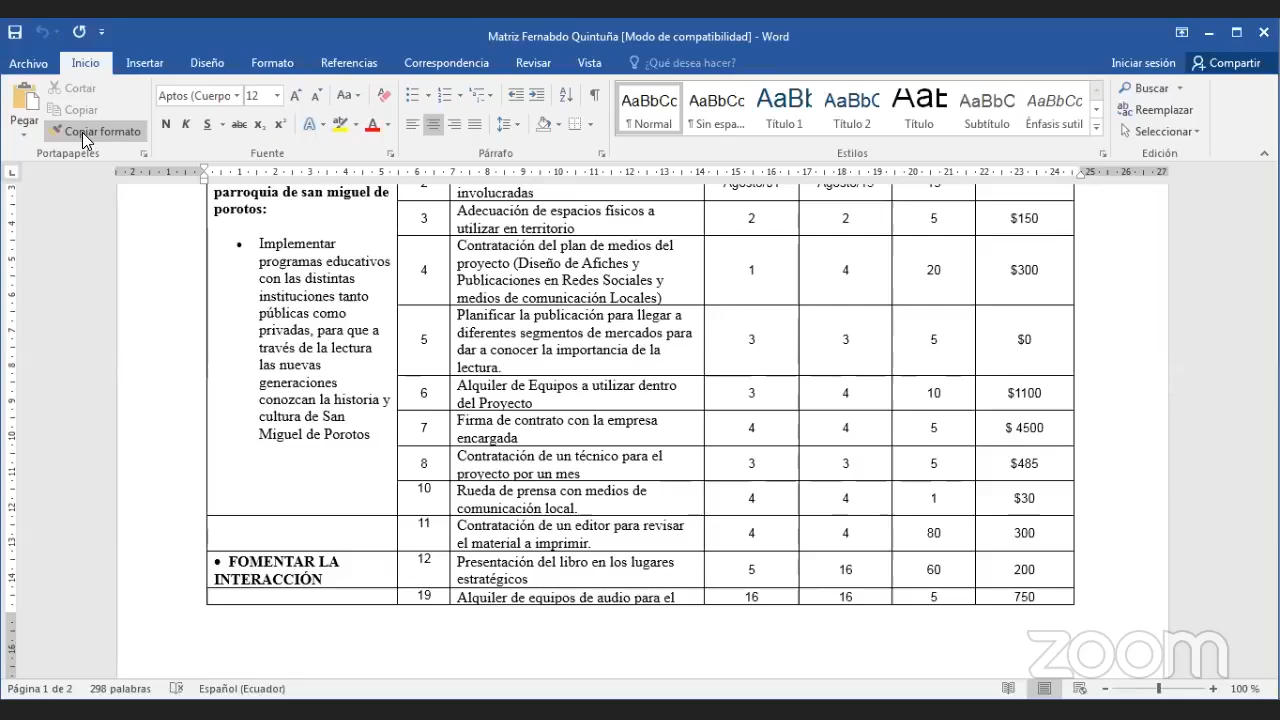 Matriz Fernabdo Quintuña [Modo de compatibilidad] - Word
Archivo Inicio Insertar Diseño Formato Referencias Correspondencia Revisar Vista ¿Qué desea hacer? Iniciar sesión Compartir
Pegar
Cortar
Copiar
Copiar formato
Portapapeles
Aptos (Cuerpo 12
N K S abc x₂ x²
Fuente
Párrafo
AaBbCc AaBbCc AaBb AaBbC AaB AaBbC AaBbCc
¶ Normal ¶ Sin espa... Título 1 Título 2 Título Subtítulo Énfasis sutil
Estilos
Buscar
Reemplazar
Seleccionar
Edición
parroquia de san miguel de
porotos:
• Implementar
programas educativos
con las distintas
instituciones tanto
públicas como
privadas, para que a
través de la lectura
las nuevas
generaciones
conozcan la historia y
cultura de San
Miguel de Porotos
involucradas
3 Adecuación de espacios físicos a
utilizar en territorio 2 2 5 $150
4 Contratación del plan de medios del
proyecto (Diseño de Afiches y
Publicaciones en Redes Sociales y
medios de comunicación Locales) 1 4 20 $300
5 Planificar la publicación para llegar a
diferentes segmentos de mercados para
dar a conocer la importancia de la
lectura. 3 3 5 $0
6 Alquiler de Equipos a utilizar dentro
del Proyecto 3 4 10 $1100
7 Firma de contrato con la empresa
encargada 4 4 5 $ 4500
8 Contratación de un técnico para el
proyecto por un mes 3 3 5 $485
10 Rueda de prensa con medios de
comunicación local. 4 4 1 $30
11 Contratación de un editor para revisar
el material a imprimir. 4 4 80 300
• FOMENTAR LA
INTERACCIÓN
12 Presentación del libro en los lugares
estratégicos 5 16 60 200
19 Alquiler de equipos de audio para el 16 16 5 750
zoom
Página 1 de 2 298 palabras Español (Ecuador) 100 %